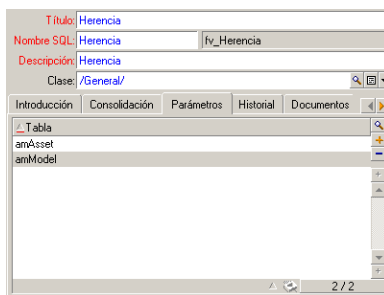 Título: Herencia
Nombre SQL: Herencia fv_Herencia
Descripción: Herencia
Clase: /General/
Introducción Consolidación Parámetros Historial Documentos
Tabla
amAsset
amModel
2 / 2